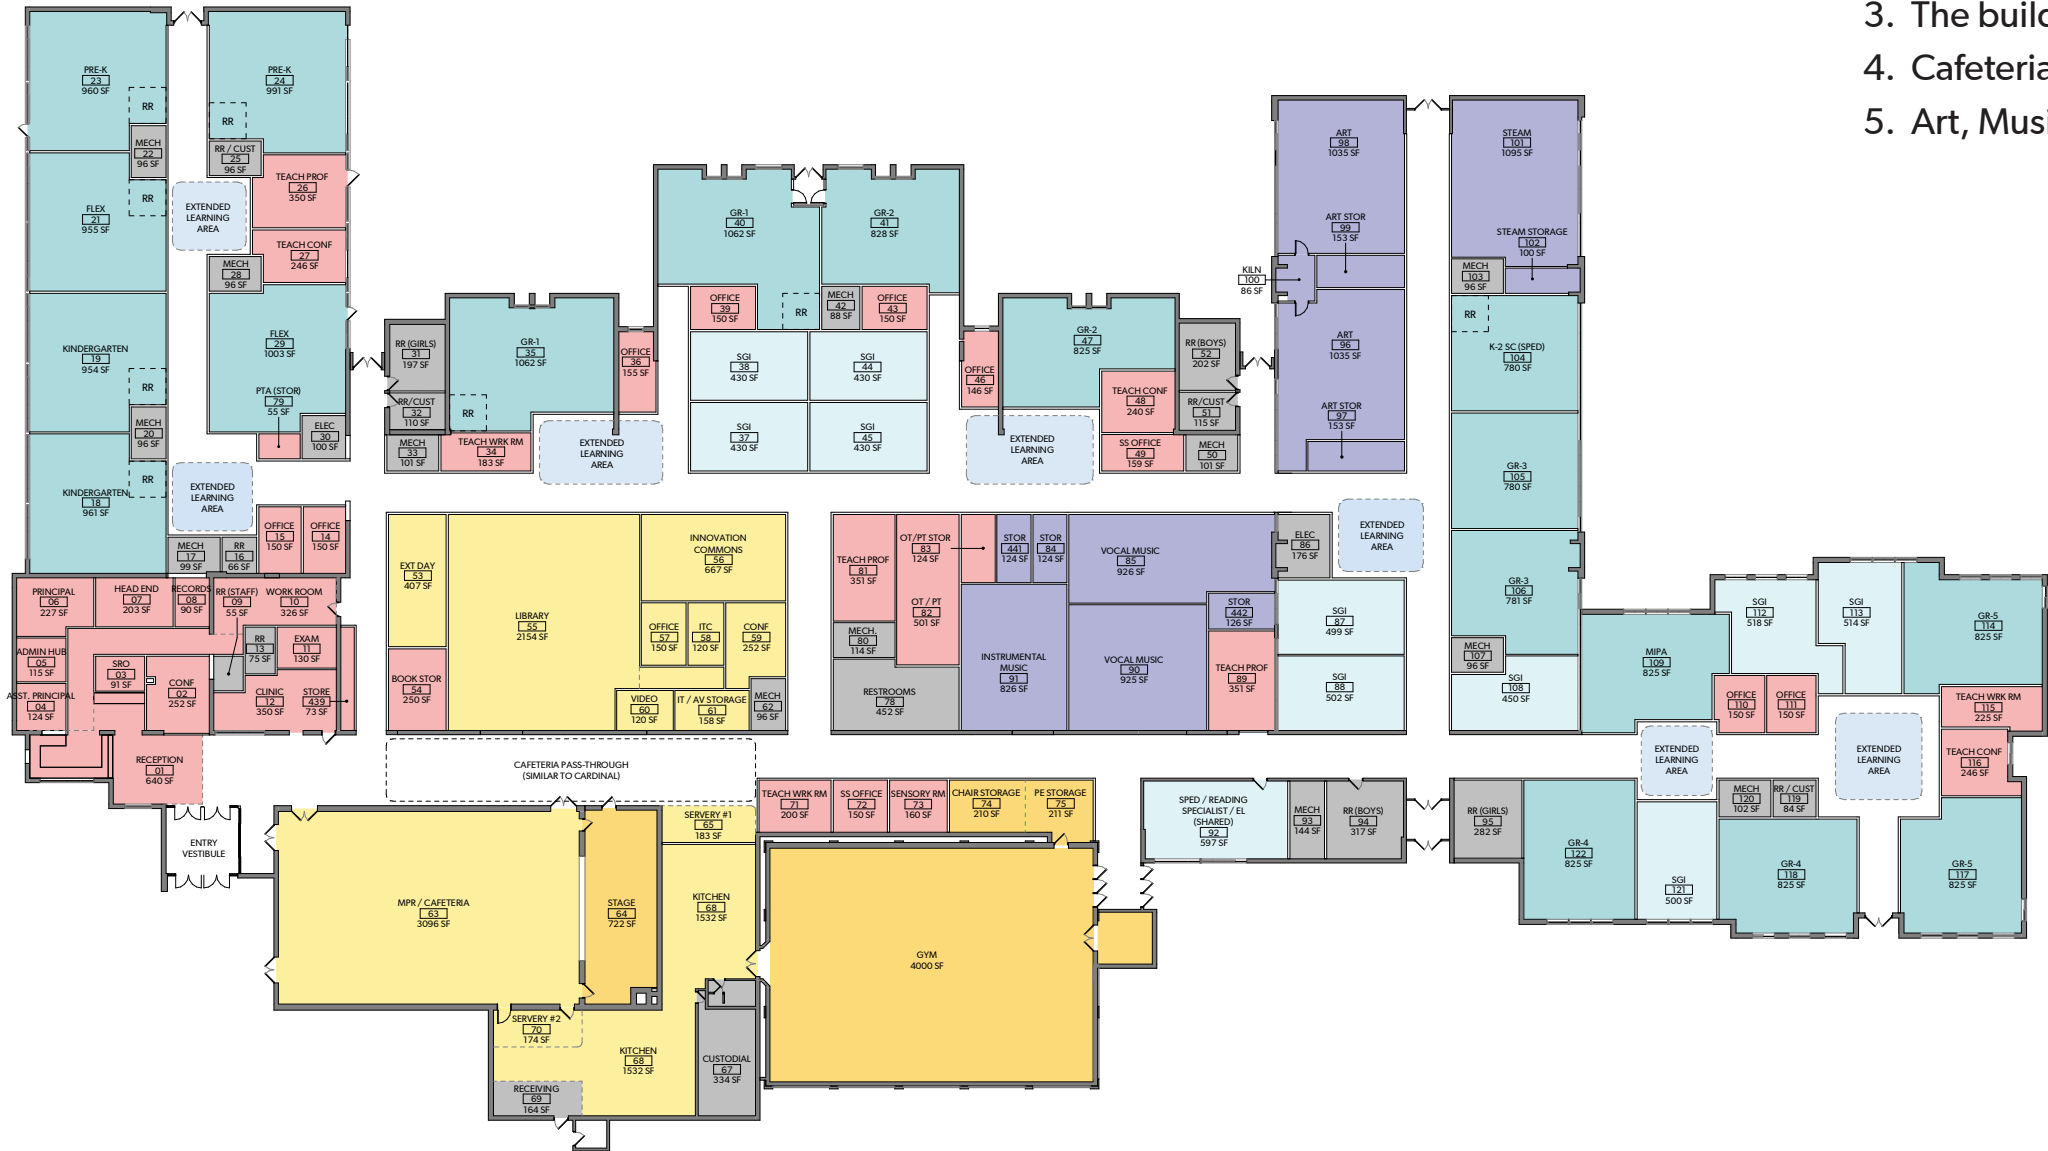 3. The build
4. Cafeteria
5. Art, Musi
PRE-K
23
960 SF
RR
PRE-K
24
991 SF
RR
MECH
22
96 SF
RR / CUST
25
96 SF
TEACH PROF
26
350 SF
RR
FLEX
21
955 SF
EXTENDED
LEARNING
AREA
TEACH CONF
27
246 SF
MECH
28
96 SF
FLEX
29
1003 SF
KINDERGARTEN
19
954 SF
RR
PTA (STOR)
79
55 SF
MECH
20
96 SF
ELEC
30
100 SF
KINDERGARTEN
18
961 SF
RR
EXTENDED
LEARNING
AREA
OFFICE
15
150 SF
OFFICE
14
150 SF
MECH
17
99 SF
RR
16
66 SF
RR (GIRLS)
31
197 SF
RR/CUST
32
110 SF
MECH
33
101 SF
TEACH WRK RM
34
183 SF
GR-1
35
1062 SF
RR
OFFICE
36
155 SF
EXTENDED
LEARNING
AREA
GR-1
40
1062 SF
GR-2
41
828 SF
OFFICE
39
150 SF
RR
MECH
42
88 SF
OFFICE
43
150 SF
SGI
38
430 SF
SGI
44
430 SF
SGI
37
430 SF
SGI
45
430 SF
OFFICE
46
146 SF
GR-2
47
825 SF
TEACH CONF
48
240 SF
RR (BOYS)
52
202 SF
RR/CUST
51
115 SF
EXTENDED
LEARNING
AREA
SS OFFICE
49
159 SF
MECH
50
101 SF
ART
98
1035 SF
ART STOR
99
153 SF
KILN
100
86 SF
ART
96
1035 SF
ART STOR
97
153 SF
STEAM
101
1095 SF
STEAM STORAGE
102
100 SF
MECH
103
96 SF
RR
K-2 SC (SPED)
104
780 SF
GR-3
105
780 SF
GR-3
106
781 SF
MECH
107
96 SF
SGI
108
450 SF
EXTENDED
LEARNING
AREA
PRINCIPAL
06
227 SF
HEAD END
07
203 SF
RECORDS
08
90 SF
RR (STAFF)
09
55 SF
WORK ROOM
10
326 SF
RR
13
75 SF
EXAM
11
130 SF
ADMIN HUB
05
115 SF
SRO
03
91 SF
CONF
02
252 SF
CLINIC
12
350 SF
STORE
439
73 SF
ASST. PRINCIPAL
04
124 SF
RECEPTION
01
640 SF
ENTRY
VESTIBULE
EXT DAY
53
407 SF
BOOK STOR
54
250 SF
LIBRARY
55
2154 SF
INNOVATION
COMMONS
56
667 SF
OFFICE
57
150 SF
ITC
58
120 SF
CONF
59
252 SF
VIDEO
60
120 SF
IT / AV STORAGE
61
158 SF
MECH
62
96 SF
TEACH PROF
81
351 SF
OT/PT STOR
83
124 SF
STOR
441
124 SF
STOR
84
124 SF
VOCAL MUSIC
85
926 SF
ELEC
86
176 SF
MECH.
80
114 SF
OT / PT
82
501 SF
RESTROOMS
78
452 SF
INSTRUMENTAL
MUSIC
91
826 SF
VOCAL MUSIC
90
925 SF
STOR
442
126 SF
TEACH PROF
89
351 SF
SGI
87
499 SF
SGI
88
502 SF
MIPA
109
825 SF
SGI
112
518 SF
SGI
113
514 SF
GR-5
114
825 SF
OFFICE
110
150 SF
OFFICE
111
150 SF
TEACH WRK RM
115
225 SF
TEACH CONF
116
246 SF
EXTENDED
LEARNING
AREA
EXTENDED
LEARNING
AREA
CAFETERIA PASS-THROUGH
(SIMILAR TO CARDINAL)
MPR / CAFETERIA
63
3096 SF
STAGE
64
722 SF
SERVERY #1
65
183 SF
KITCHEN
68
1532 SF
TEACH WRK RM
71
200 SF
SS OFFICE
72
150 SF
SENSORY RM
73
160 SF
CHAIR STORAGE
74
210 SF
PE STORAGE
75
211 SF
GYM
4000 SF
SERVERY #2
70
174 SF
KITCHEN
68
1532 SF
RECEIVING
69
164 SF
CUSTODIAL
67
334 SF
SPED / READING
SPECIALIST / EL
(SHARED)
92
597 SF
MECH
93
144 SF
RR (BOYS)
94
317 SF
RR (GIRLS)
95
282 SF
GR-4
122
825 SF
SGI
121
500 SF
MECH
120
102 SF
RR / CUST
119
84 SF
GR-4
118
825 SF
GR-5
117
825 SF